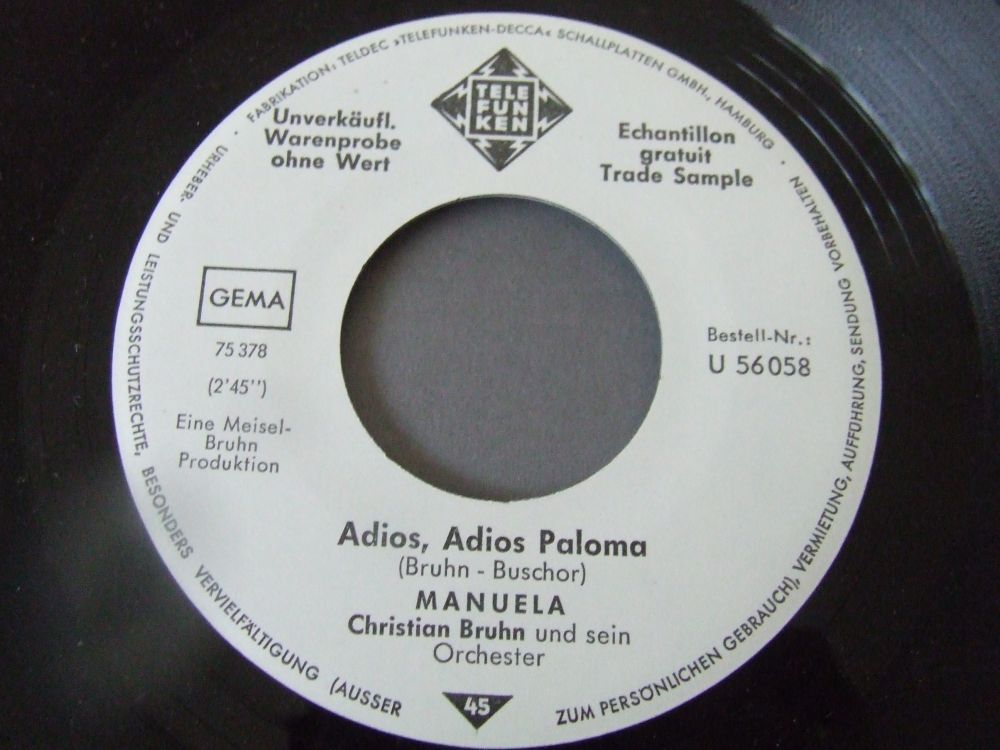 FABRIKATION: TELDEC »TELEFUNKEN-DECCA« SCHALLPLATTEN GMBH., HAMBURG ·
URHEBER- UND LEISTUNGSSCHUTZRECHTE, BESONDERS VERVIELFÄLTIGUNG (AUSSER ZUM PERSÖNLICHEN GEBRAUCH), VERMIETUNG, AUFFÜHRUNG, SENDUNG VORBEHALTEN
TELE
FUN
KEN
Unverkäufl.
Warenprobe
ohne Wert
Echantillon
gratuit
Trade Sample
GEMA
75 378
(2'45'')
Eine Meisel-
Bruhn
Produktion
Bestell-Nr.:
U 56058
Adios, Adios Paloma
(Bruhn - Buschor)
MANUELA
Christian Bruhn und sein
Orchester
45